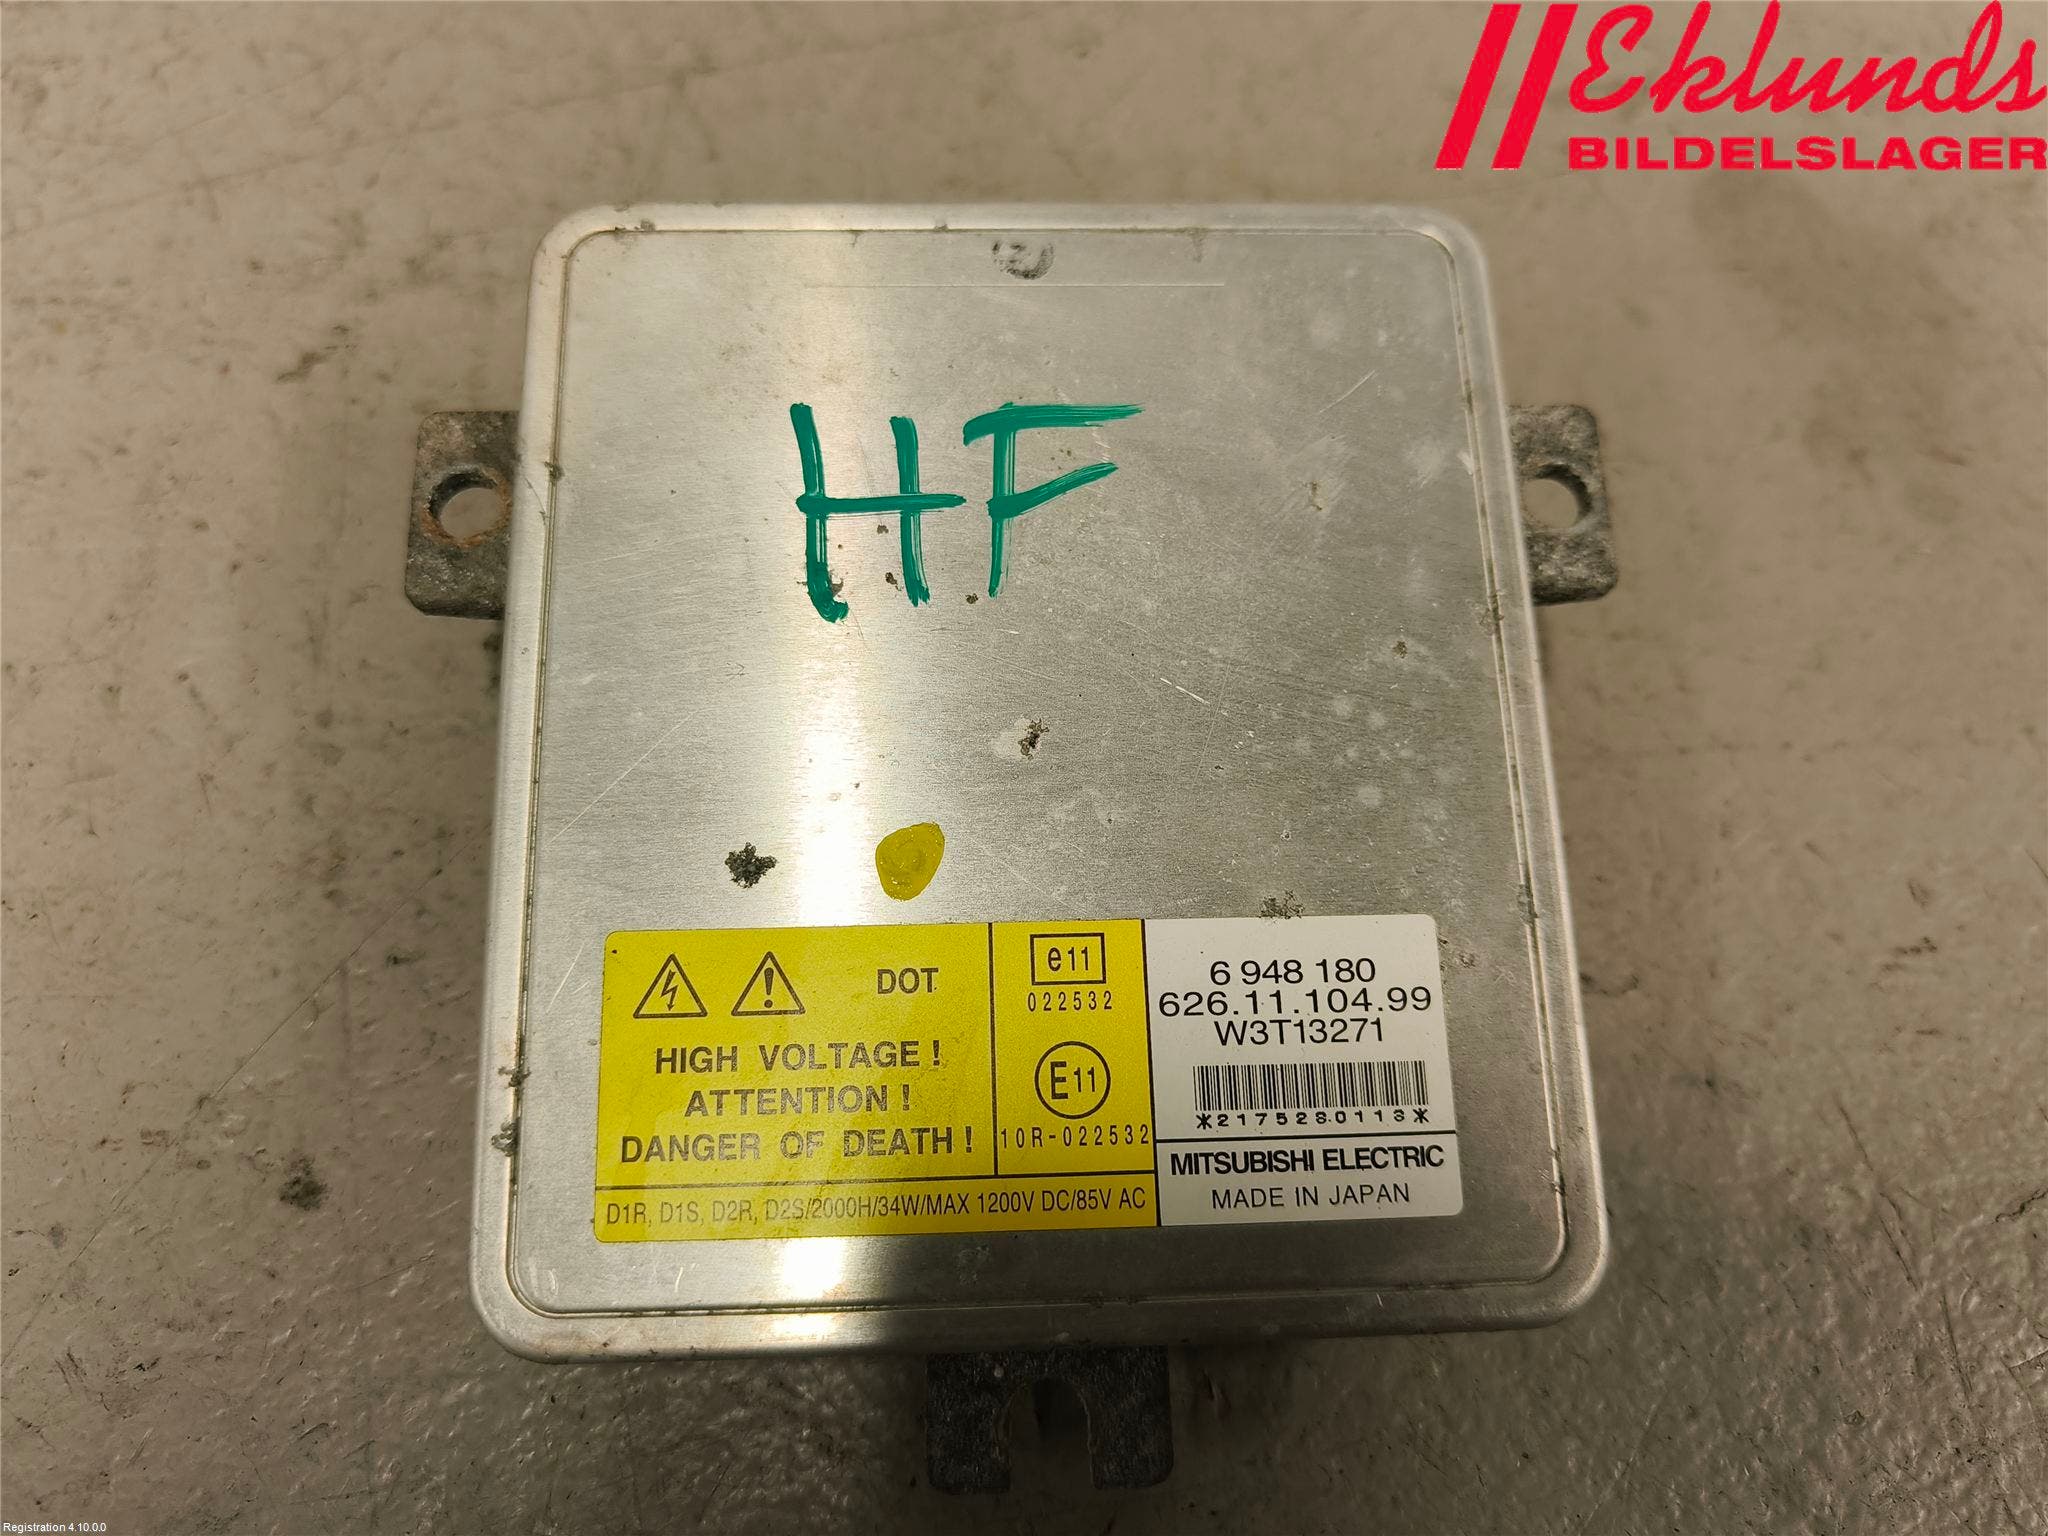 Eklunds
BILDELSLAGER
HF
DOT
HIGH VOLTAGE !
ATTENTION !
DANGER OF DEATH !
e11
022532
E11
10R-022532
D1R, D1S, D2R, D2S/2000H/34W/MAX 1200V DC/85V AC
6 948 180
626.11.104.99
W3T13271
*2175280113*
MITSUBISHI ELECTRIC
MADE IN JAPAN
Registration 4.10.0.0